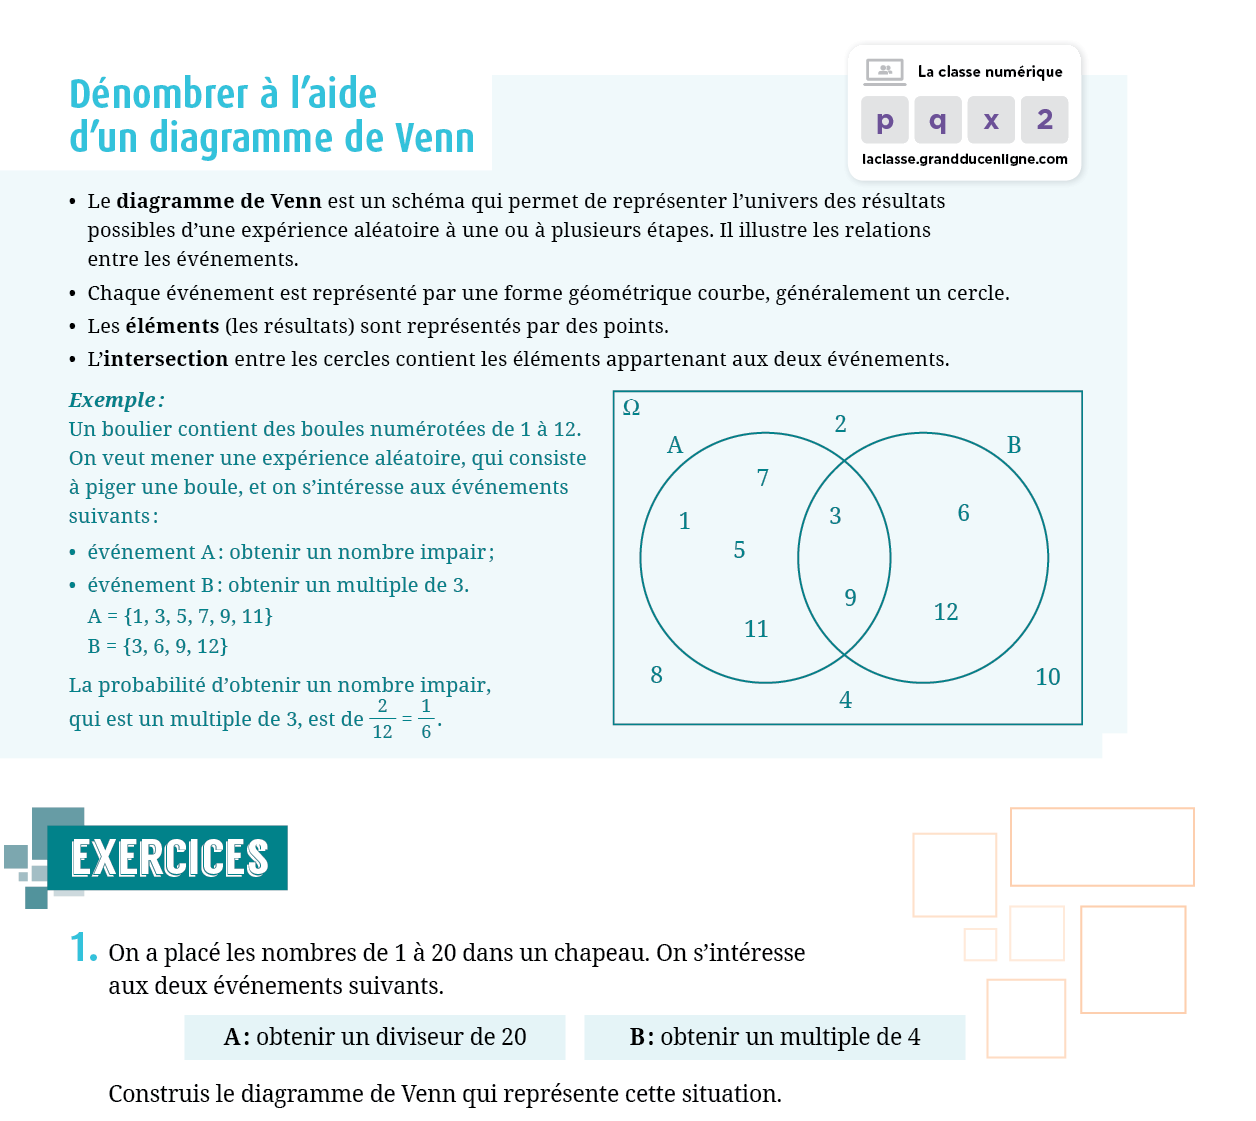 La classe numérique
p q x 2
laclasse.grandducenligne.com
Dénombrer à l’aide
d’un diagramme de Venn
• Le diagramme de Venn est un schéma qui permet de représenter l’univers des résultats
possibles d’une expérience aléatoire à une ou à plusieurs étapes. Il illustre les relations
entre les événements.
• Chaque événement est représenté par une forme géométrique courbe, généralement un cercle.
• Les éléments (les résultats) sont représentés par des points.
• L’intersection entre les cercles contient les éléments appartenant aux deux événements.
Exemple :
Un boulier contient des boules numérotées de 1 à 12.
On veut mener une expérience aléatoire, qui consiste
à piger une boule, et on s’intéresse aux événements
suivants :
• événement A : obtenir un nombre impair ;
• événement B : obtenir un multiple de 3.
A = {1, 3, 5, 7, 9, 11}
B = {3, 6, 9, 12}
La probabilité d’obtenir un nombre impair,
qui est un multiple de 3, est de 2/12 = 1/6.
Ω
2
A
B
7
1
3
6
5
9
12
11
8
10
4
EXERCICES
1. On a placé les nombres de 1 à 20 dans un chapeau. On s’intéresse
aux deux événements suivants.
A : obtenir un diviseur de 20
B : obtenir un multiple de 4
Construis le diagramme de Venn qui représente cette situation.